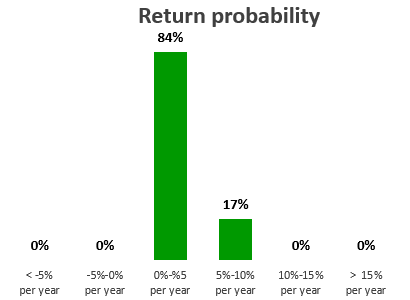 Return probability
84%
17%
0%
0%
0%
0%
< -5%
per year
-5%-0%
per year
0%-%5
per year
5%-10%
per year
10%-15%
per year
> 15%
per year